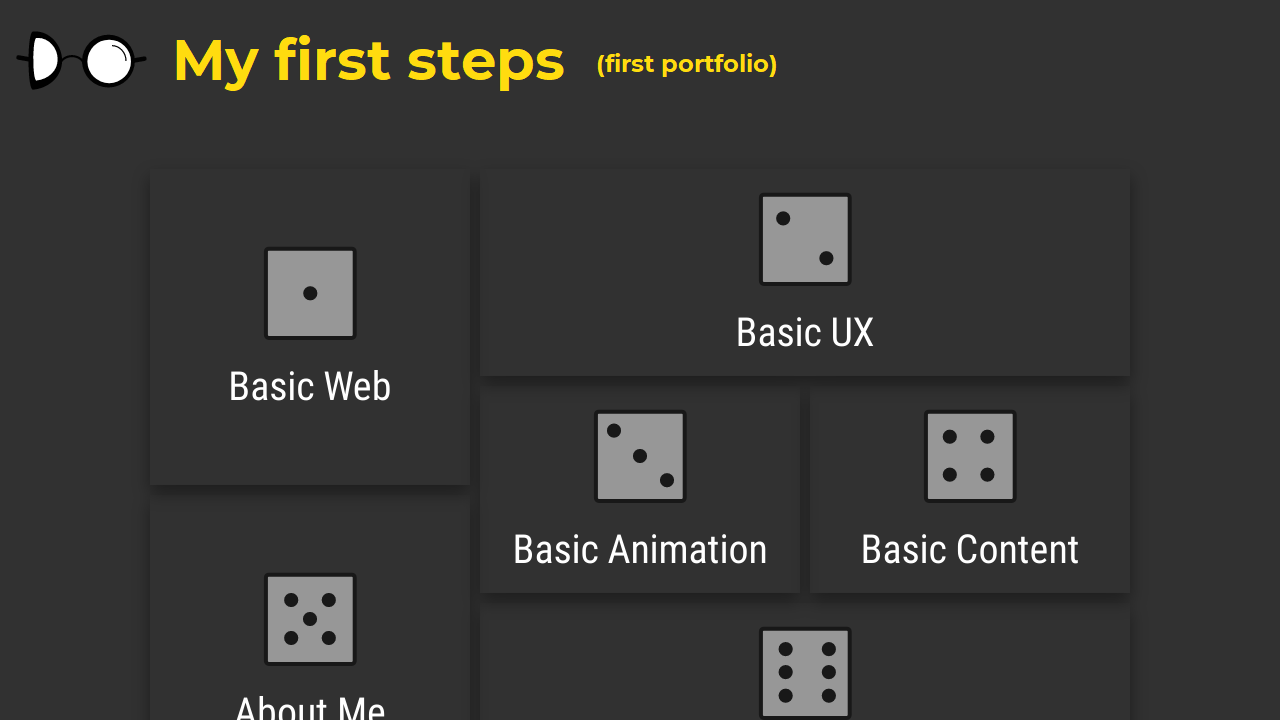 My first steps
(first portfolio)
Basic Web
Basic UX
Basic Animation
Basic Content
About Me